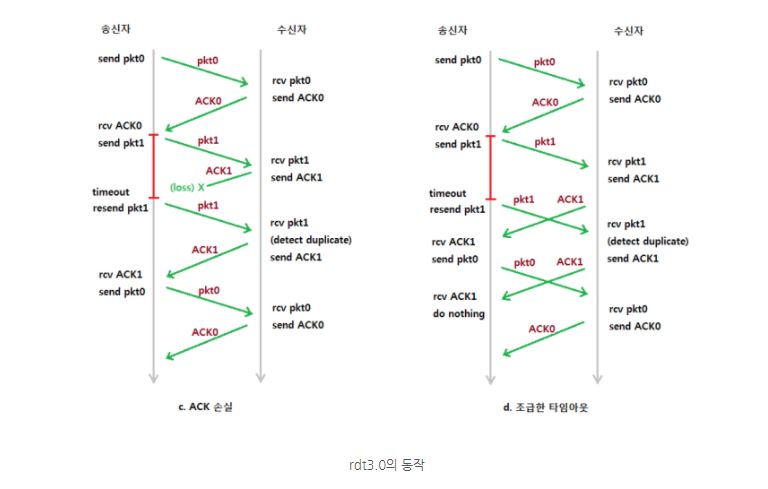 송신자
수신자
send pkt0
pkt0
rcv pkt0
send ACK0
ACK0
rcv ACK0
send pkt1
pkt1
rcv pkt1
send ACK1
ACK1
(loss) X
timeout
resend pkt1
pkt1
rcv pkt1
(detect duplicate)
send ACK1
ACK1
rcv ACK1
send pkt0
pkt0
rcv pkt0
send ACK0
ACK0
c. ACK 손실
송신자
수신자
send pkt0
pkt0
rcv pkt0
send ACK0
ACK0
rcv ACK0
send pkt1
pkt1
rcv pkt1
send ACK1
timeout
resend pkt1
pkt1
ACK1
rcv pkt1
(detect duplicate)
send ACK1
rcv ACK1
send pkt0
pkt0
ACK1
rcv ACK1
do nothing
rcv pkt0
send ACK0
ACK0
d. 조급한 타임아웃
rdt3.0의 동작